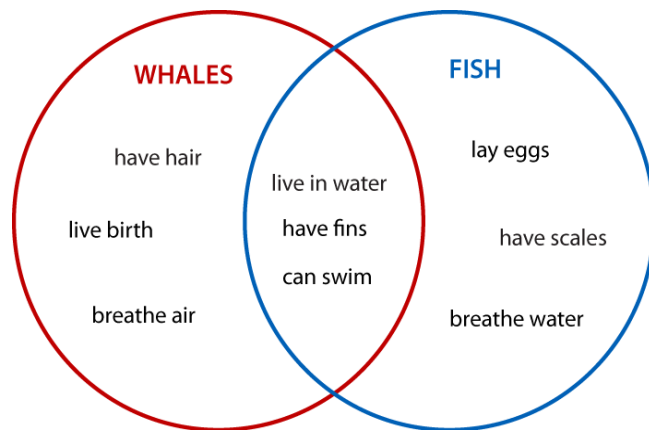 WHALES
have hair
live birth
breathe air
live in water
have fins
can swim
FISH
lay eggs
have scales
breathe water